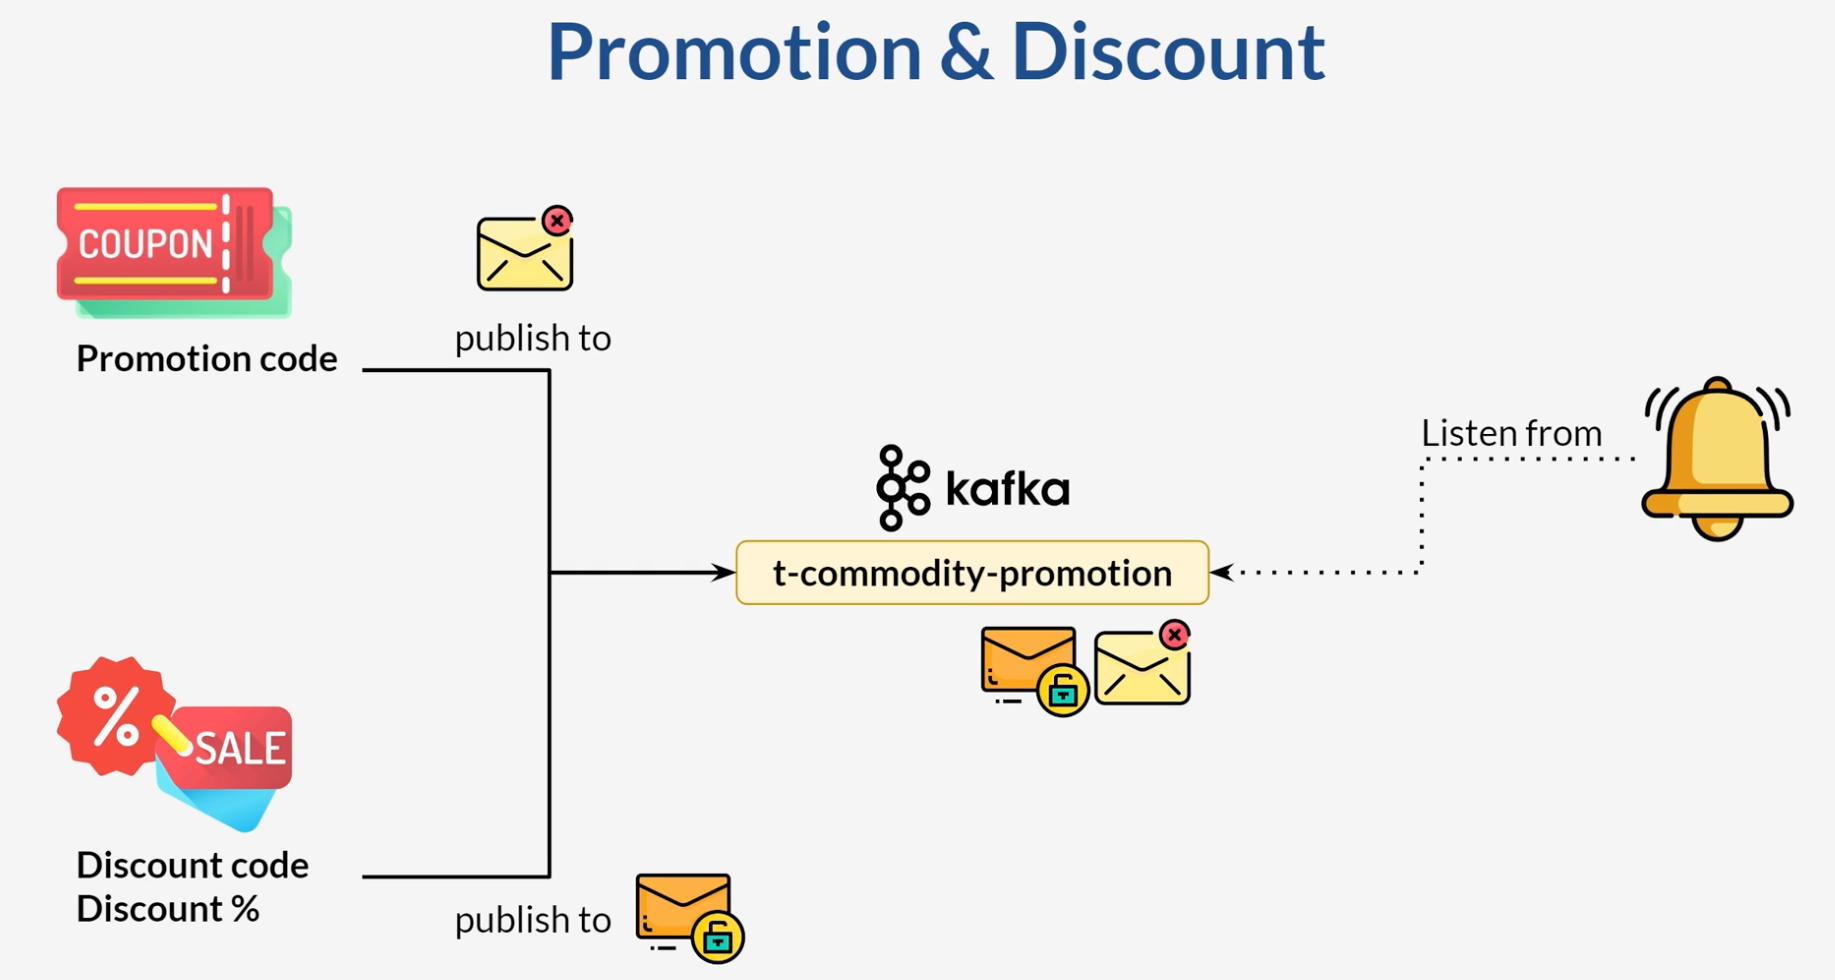 Promotion & Discount
COUPON
publish to
Promotion code
Listen from
kafka
t-commodity-promotion
%
SALE
Discount code
Discount %
publish to